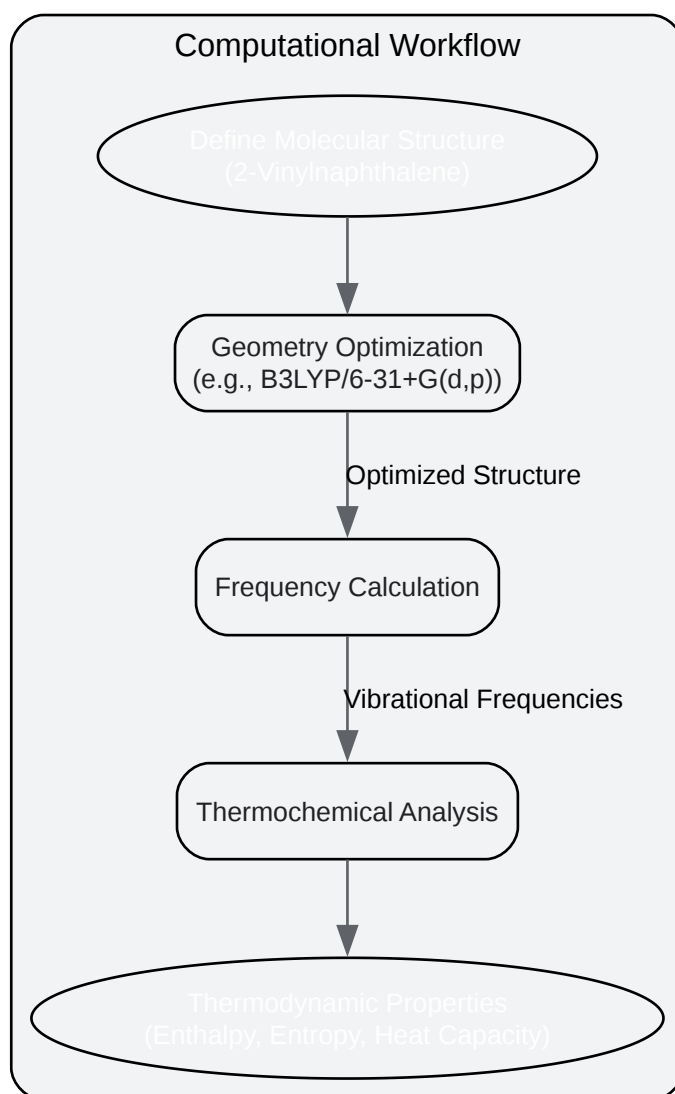 Computational Workflow
Define Molecular Structure
(2-Vinylnaphthalene)
Geometry Optimization
(e.g., B3LYP/6-31+G(d,p))
Optimized Structure
Frequency Calculation
Vibrational Frequencies
Thermochemical Analysis
Thermodynamic Properties
(Enthalpy, Entropy, Heat Capacity)